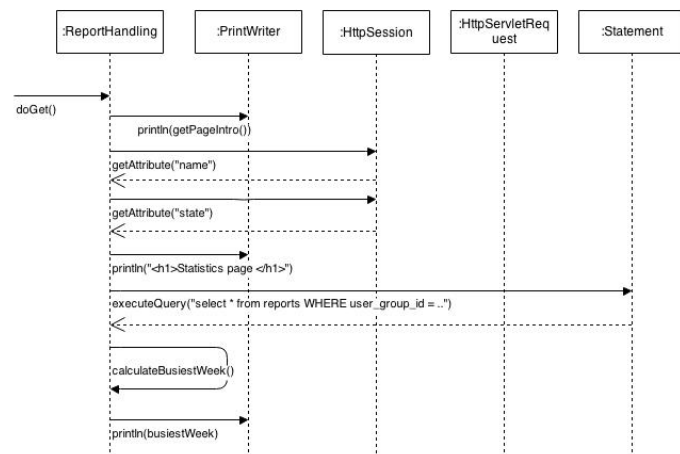 :ReportHandling
:PrintWriter
:HttpSession
:HttpServletReq
uest
:Statement
doGet()
println(getPageIntro())
getAttribute("name")
getAttribute("state")
println("<h1>Statistics page </h1>")
executeQuery("select * from reports WHERE user_group_id = ..")
calculateBusiestWeek()
println(busiestWeek)